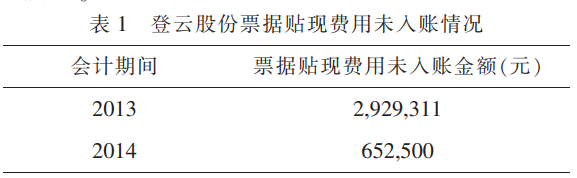 表 1 登云股份票据贴现费用未入账情况
会计期间 票据贴现费用未入账金额(元)
2013 2,929,311
2014 652,500